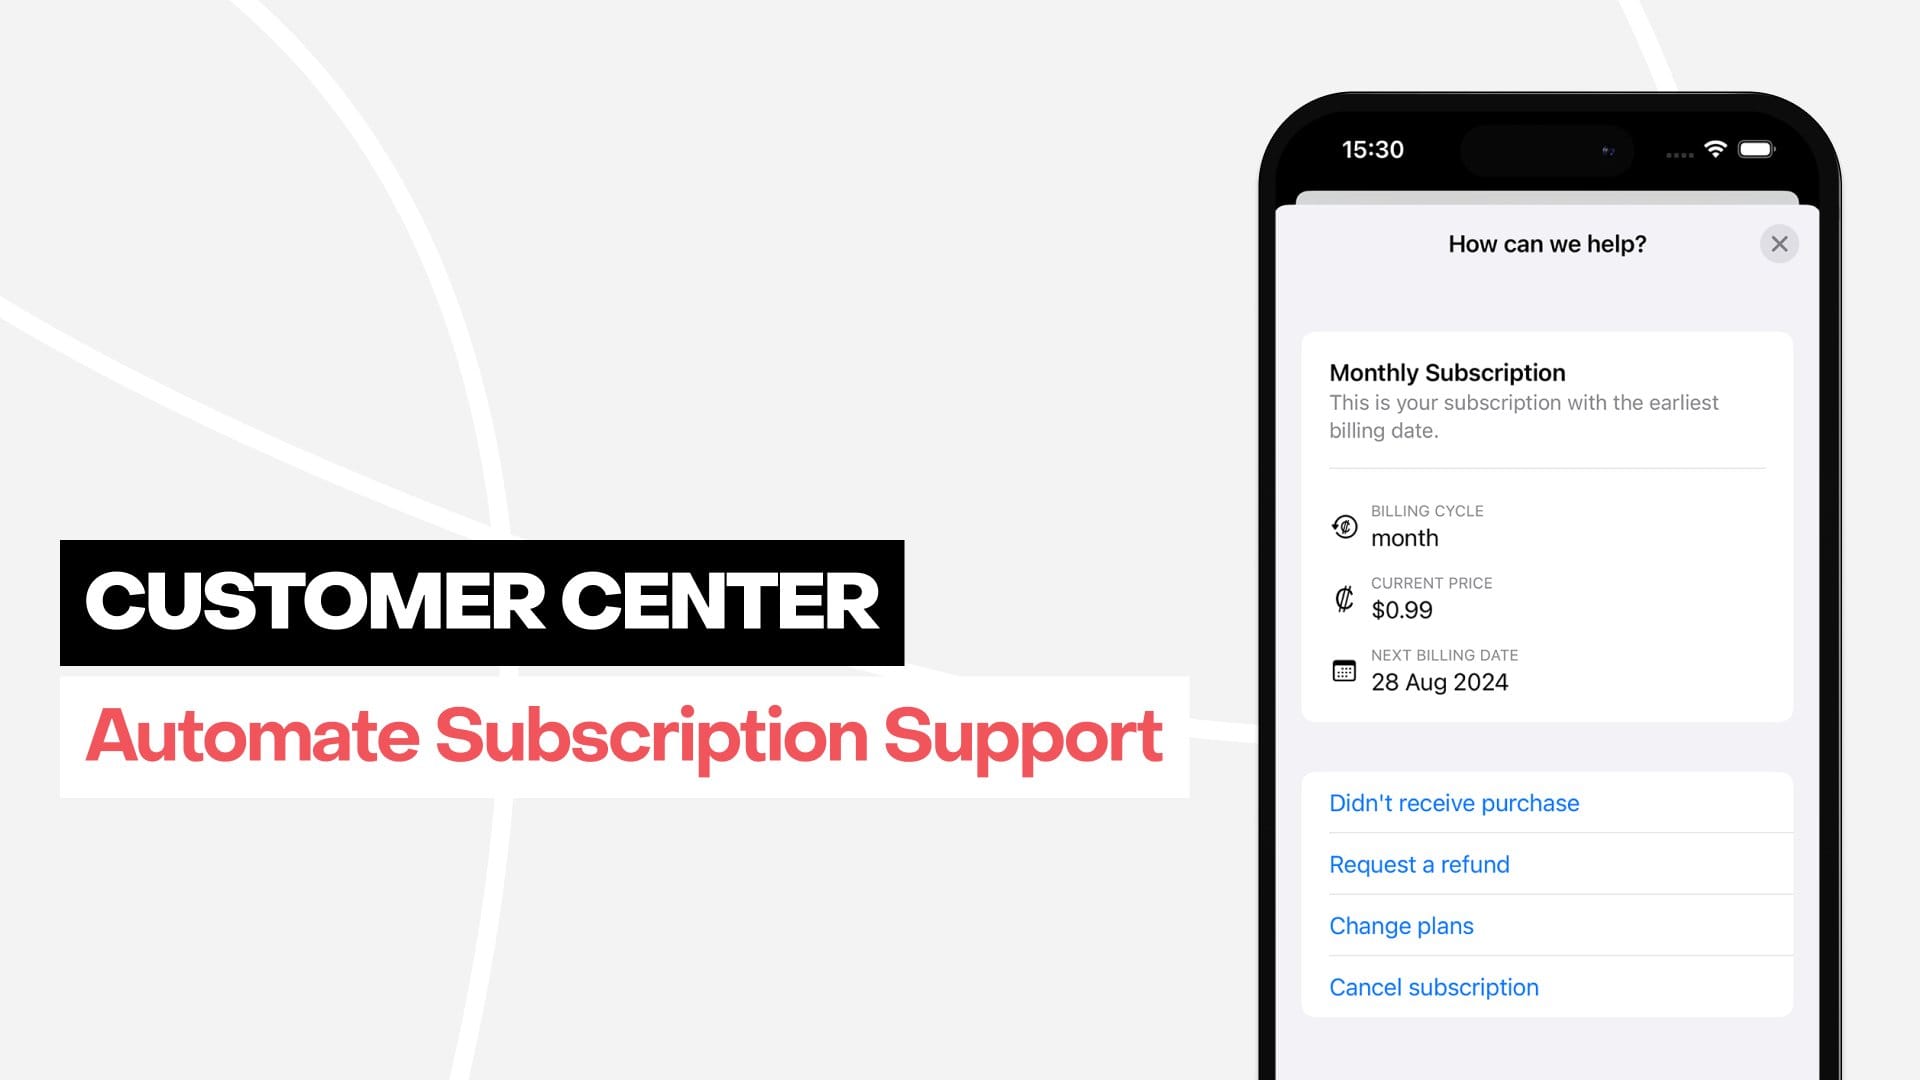 CUSTOMER CENTER
Automate Subscription Support
15:30
How can we help?
Monthly Subscription
This is your subscription with the earliest
billing date.
BILLING CYCLE
month
CURRENT PRICE
$0.99
NEXT BILLING DATE
28 Aug 2024
Didn't receive purchase
Request a refund
Change plans
Cancel subscription